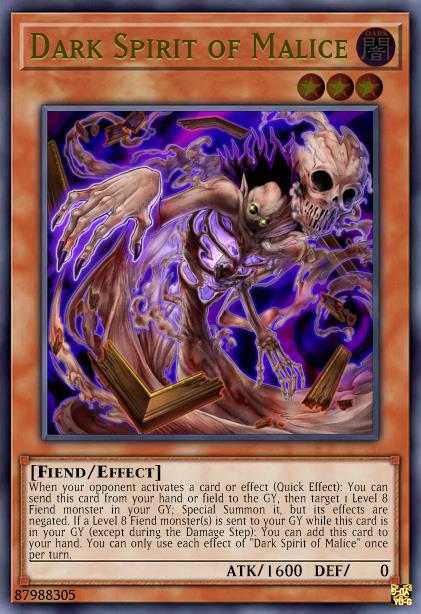 DARK SPIRIT OF MALICE
DARK
闇
[FIEND/EFFECT]
When your opponent activates a card or effect (Quick Effect): You can
send this card from your hand or field to the GY, then target 1 Level 8
Fiend monster in your GY; Special Summon it, but its effects are
negated. If a Level 8 Fiend monster(s) is sent to your GY while this card is
in your GY (except during the Damage Step): You can add this card to
your hand. You can only use each effect of "Dark Spirit of Malice" once
per turn.
ATK/1600 DEF/ 0
87988305